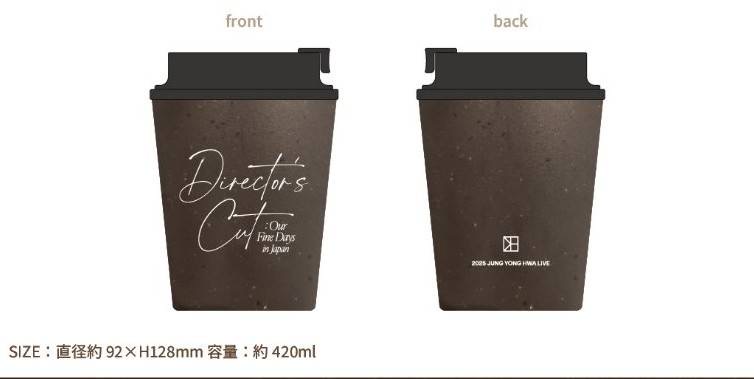 front
back
Director's
Cut
: Our
Fine Days
in Japan
2025 JUNG YONG HWA LIVE
SIZE：直径約 92×H128mm 容量：約 420ml